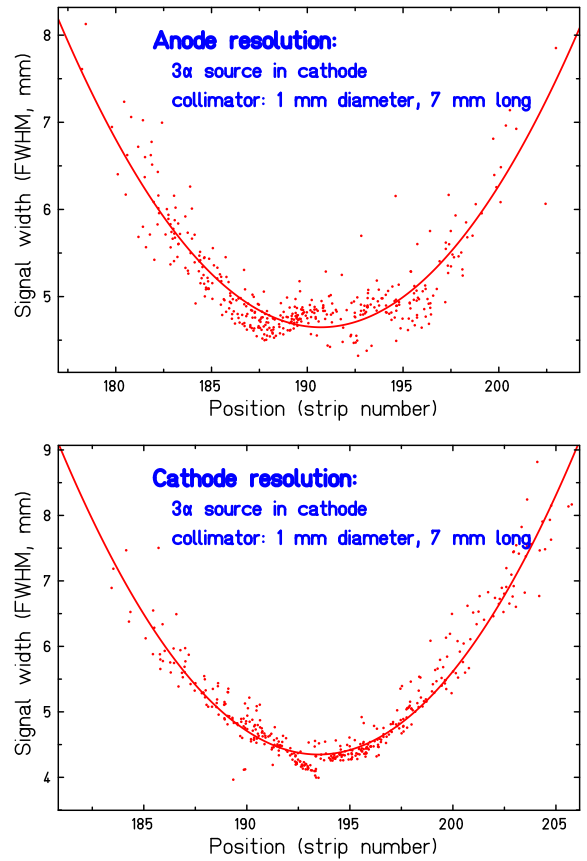 Anode resolution:
3α source in cathode
collimator: 1 mm diameter, 7 mm long
Signal width (FWHM, mm)
8
7
6
5
180
185
190
195
200
Position (strip number)
Cathode resolution:
3α source in cathode
collimator: 1 mm diameter, 7 mm long
Signal width (FWHM, mm)
9
8
7
6
5
4
185
190
195
200
205
Position (strip number)